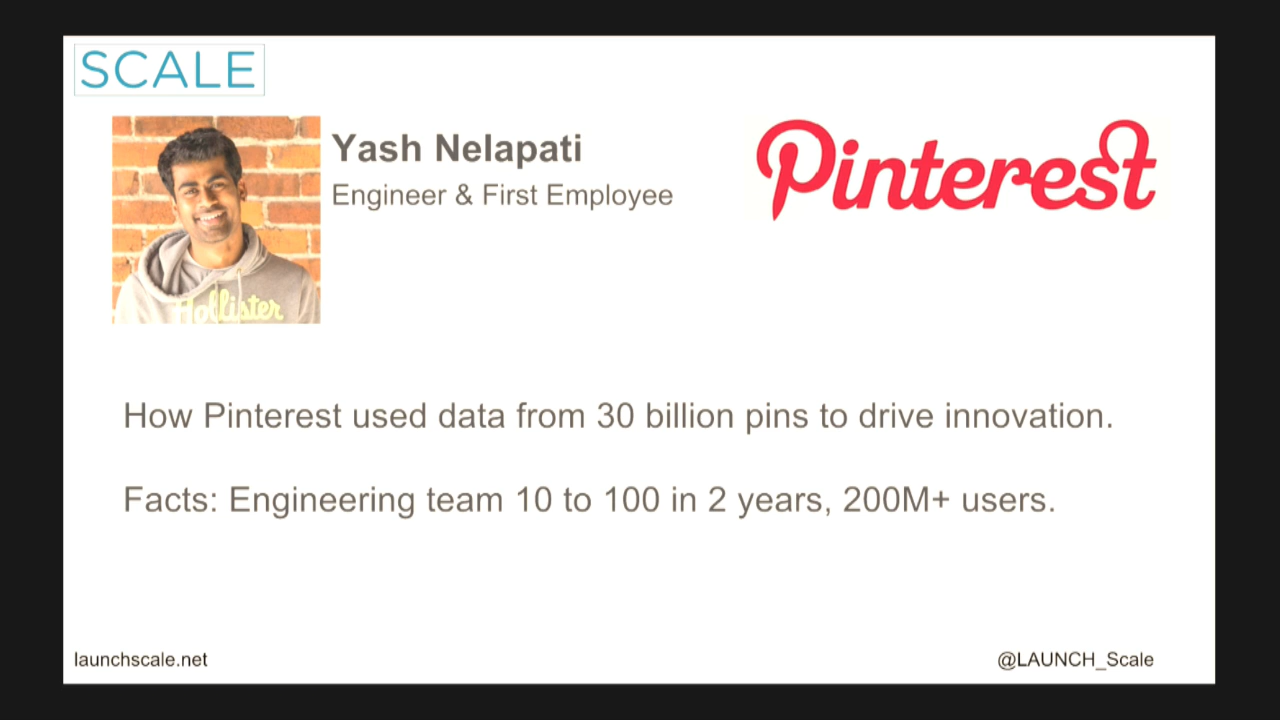 SCALE
Yash Nelapati
Engineer & First Employee
Pinterest
Hollister
How Pinterest used data from 30 billion pins to drive innovation.
Facts: Engineering team 10 to 100 in 2 years, 200M+ users.
launchscale.net
@LAUNCH_Scale